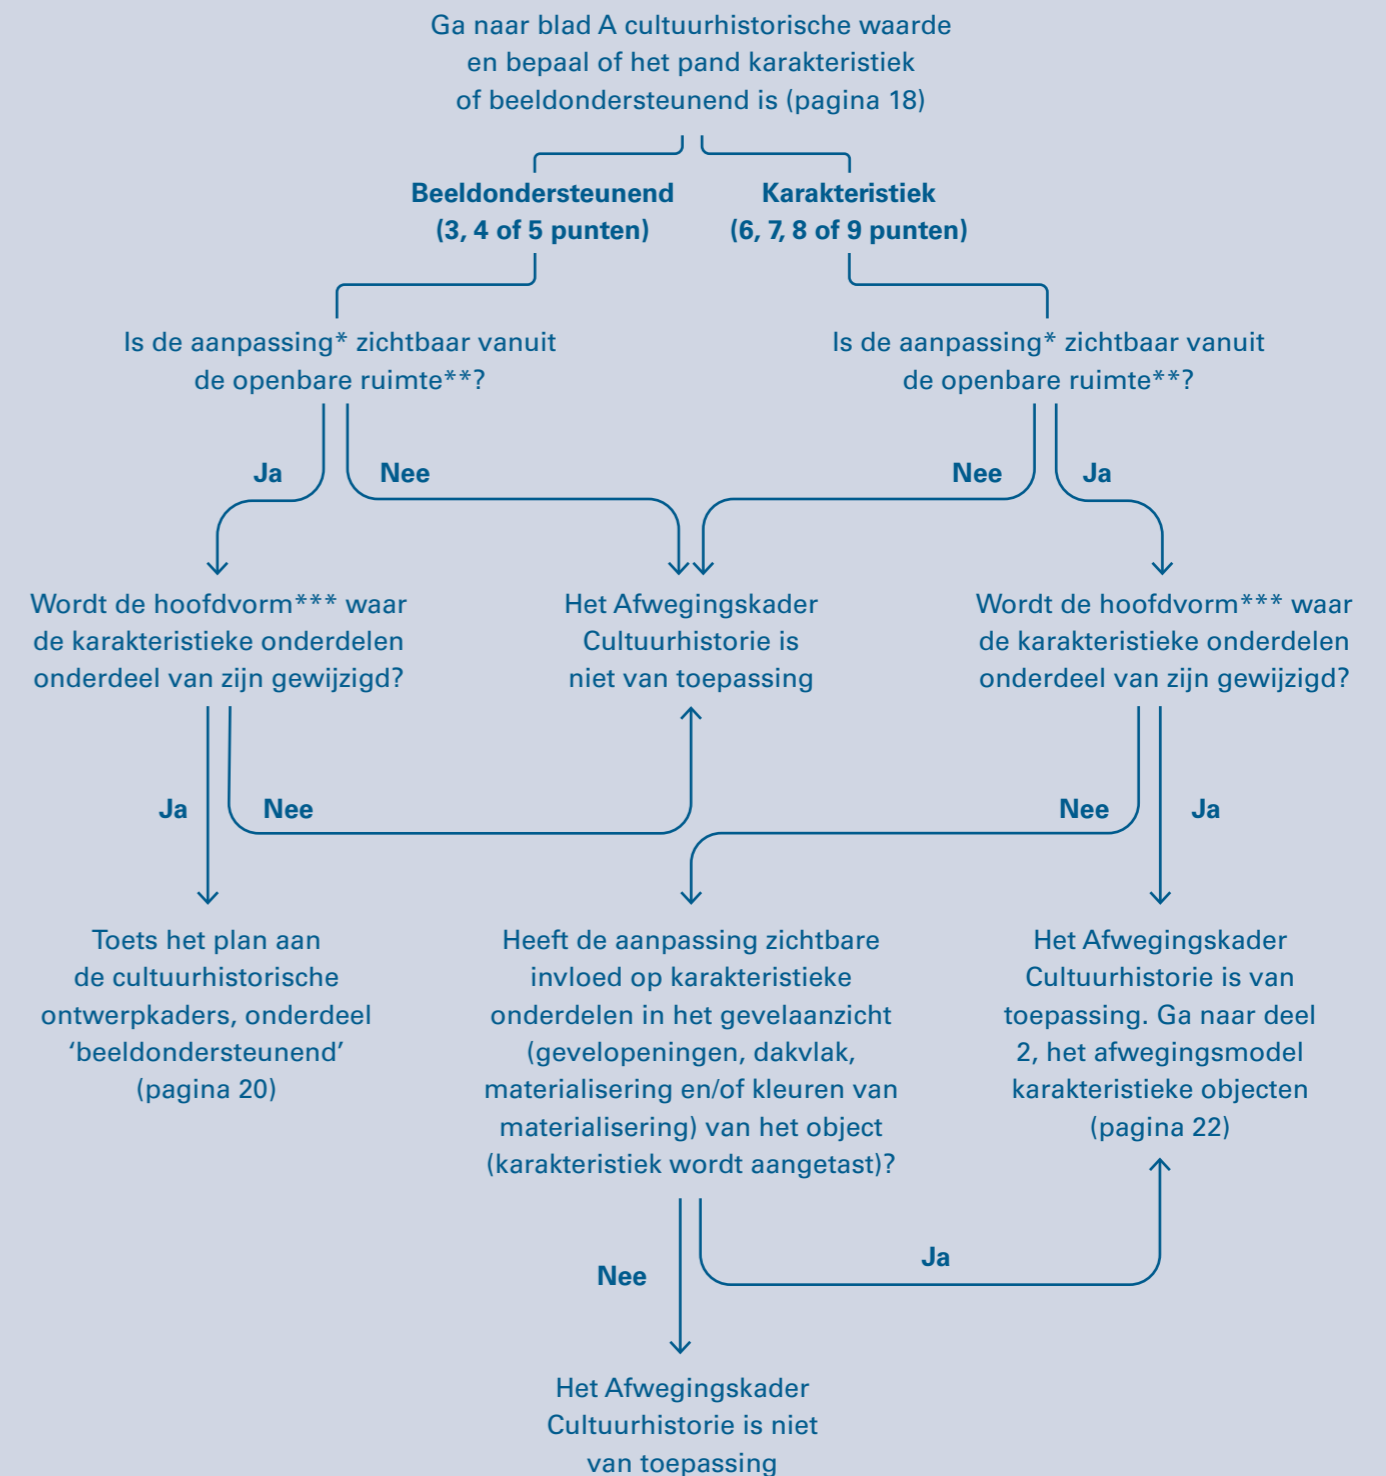 Ga naar blad A cultuurhistorische waarde
en bepaal of het pand karakteristiek
of beeldondersteunend is (pagina 18)
Beeldondersteunend
(3, 4 of 5 punten)
Karakteristiek
(6, 7, 8 of 9 punten)
Is de aanpassing* zichtbaar vanuit
de openbare ruimte**?
Is de aanpassing* zichtbaar vanuit
de openbare ruimte**?
Ja
Nee
Nee
Ja
Wordt de hoofdvorm*** waar
de karakteristieke onderdelen
onderdeel van zijn gewijzigd?
Het Afwegingskader
Cultuurhistorie is
niet van toepassing
Wordt de hoofdvorm*** waar
de karakteristieke onderdelen
onderdeel van zijn gewijzigd?
Ja
Nee
Nee
Ja
Toets het plan aan
de cultuurhistorische
ontwerpkaders, onderdeel
‘beeldondersteunend’
(pagina 20)
Heeft de aanpassing zichtbare
invloed op karakteristieke
onderdelen in het gevelaanzicht
(gevelopeningen, dakvlak,
materialisering en/of kleuren van
materialisering) van het object
(karakteristiek wordt aangetast)?
Het Afwegingskader
Cultuurhistorie is van
toepassing. Ga naar deel
2, het afwegingsmodel
karakteristieke objecten
(pagina 22)
Nee
Ja
Het Afwegingskader
Cultuurhistorie is niet
van toepassing